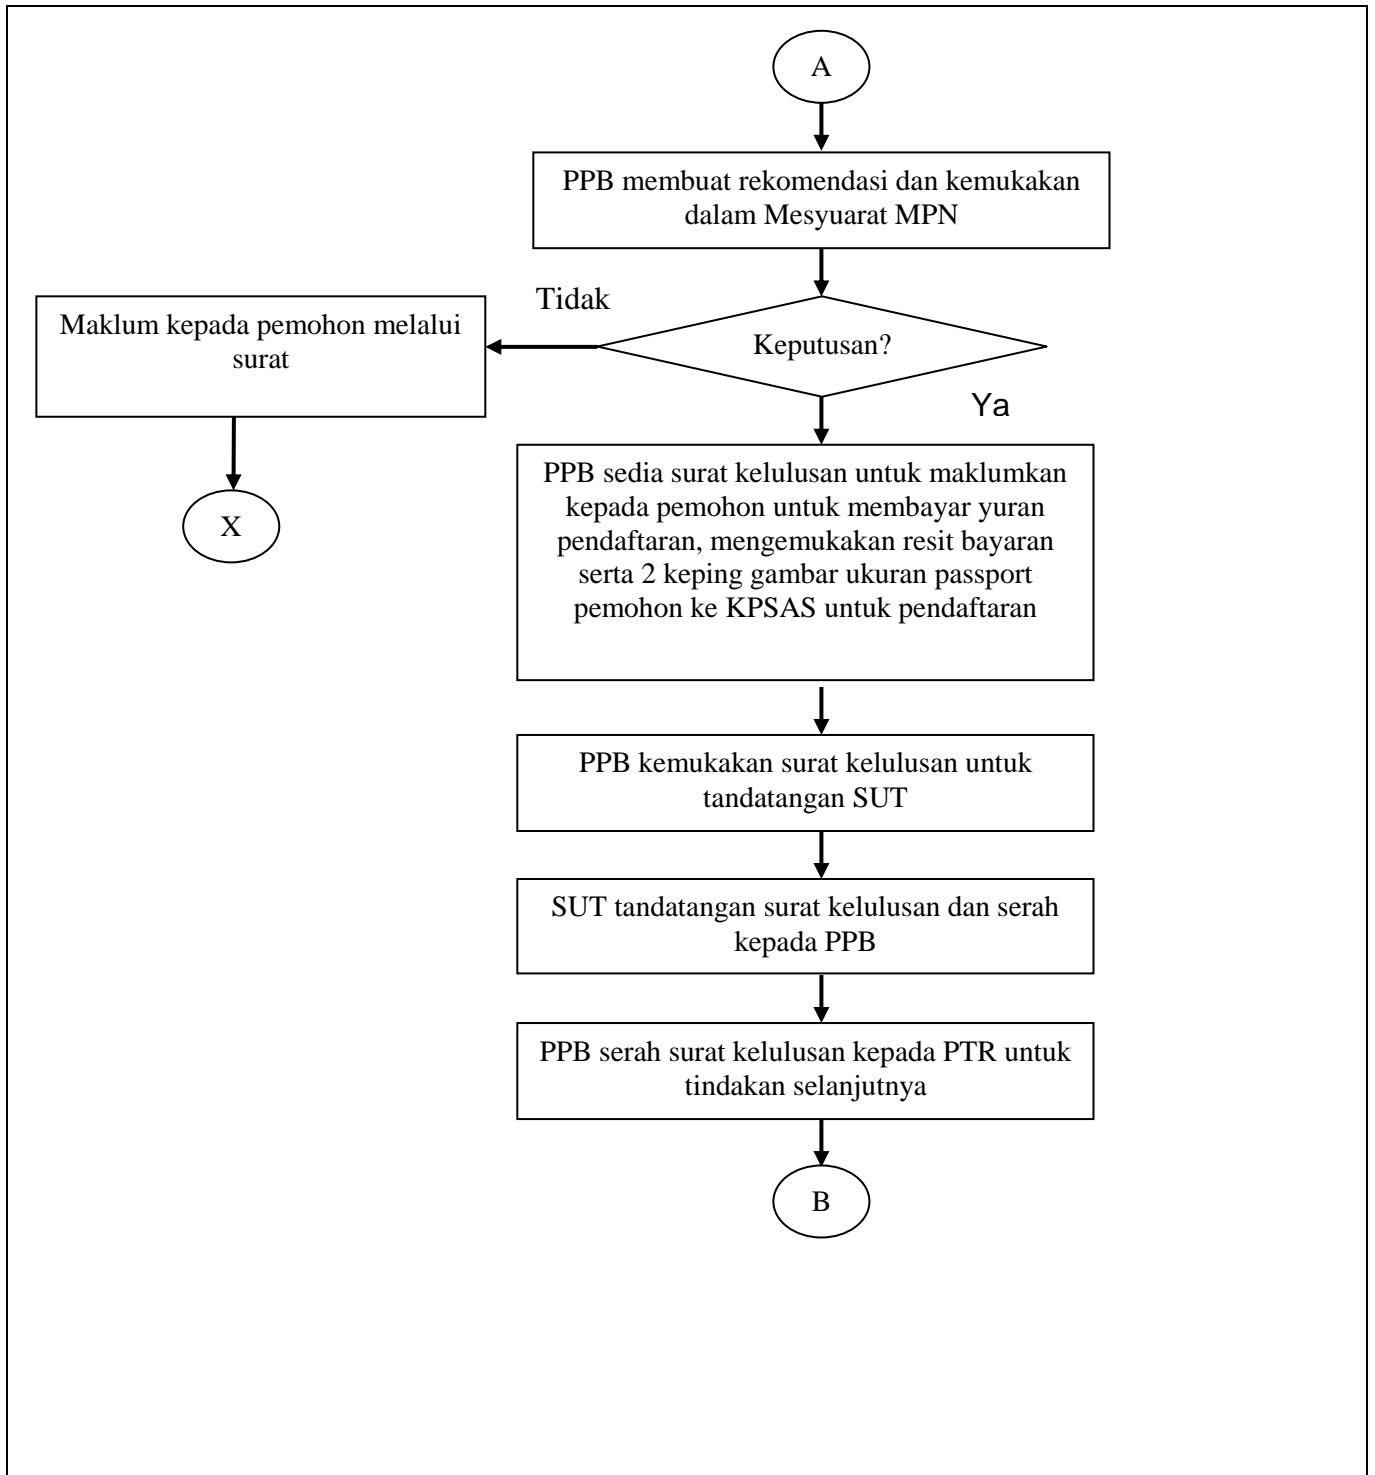 A
PPB membuat rekomendasi dan kemukakan
dalam Mesyuarat MPN
Tidak
Maklum kepada pemohon melalui
surat
Keputusan?
Ya
X
PPB sedia surat kelulusan untuk maklumkan
kepada pemohon untuk membayar yuran
pendaftaran, mengemukakan resit bayaran
serta 2 keping gambar ukuran passport
pemohon ke KPSAS untuk pendaftaran
PPB kemukakan surat kelulusan untuk
tandatangan SUT
SUT tandatangan surat kelulusan dan serah
kepada PPB
PPB serah surat kelulusan kepada PTR untuk
tindakan selanjutnya
B